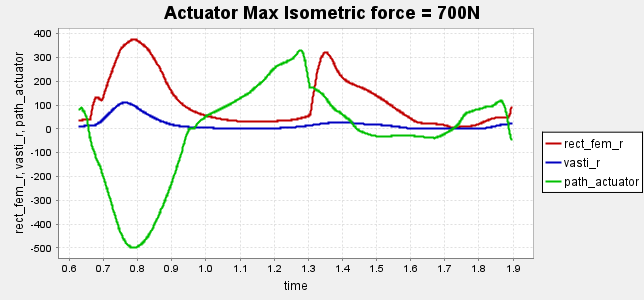 Actuator Max Isometric force = 700N
rect_fem_r, vasti_r, path_actuator
400
300
200
100
0
-100
-200
-300
-400
-500
0.6 0.7 0.8 0.9 1.0 1.1 1.2 1.3 1.4 1.5 1.6 1.7 1.8 1.9
time
rect_fem_r
vasti_r
path_actuator